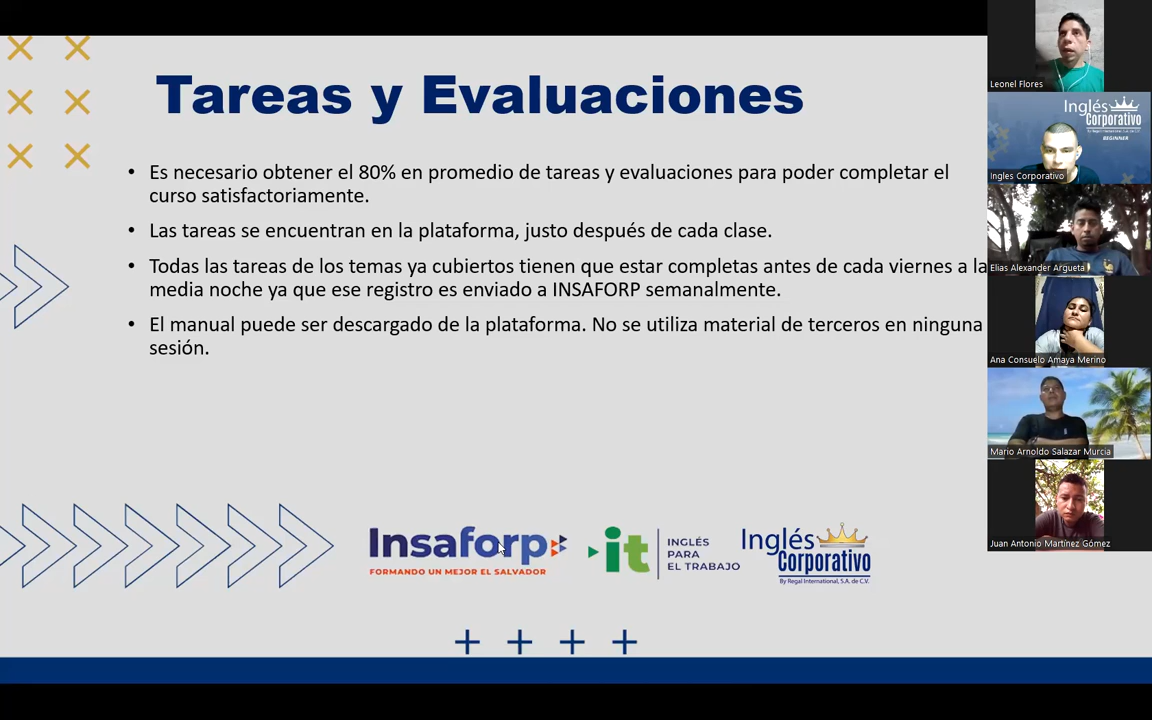 Tareas y Evaluaciones
• Es necesario obtener el 80% en promedio de tareas y evaluaciones para poder completar el
curso satisfactoriamente.
• Las tareas se encuentran en la plataforma, justo después de cada clase.
• Todas las tareas de los temas ya cubiertos tienen que estar completas antes de cada viernes a la
media noche ya que ese registro es enviado a INSAFORP semanalmente.
• El manual puede ser descargado de la plataforma. No se utiliza material de terceros en ninguna
sesión.
Insaforp
FORMANDO UN MEJOR EL SALVADOR
it
INGLÉS
PARA
EL TRABAJO
Inglés
Corporativo
By Regal International, S.A. de C.V.
Leonel Flores
Inglés
Corporativo
By Regal International, S.A. de C.V.
BEGINNER
Ingles Corporativo
Elias Alexander Argueta
Ana Consuelo Amaya Merino
Mario Arnoldo Salazar Murcia
Juan Antonio Martínez Gómez